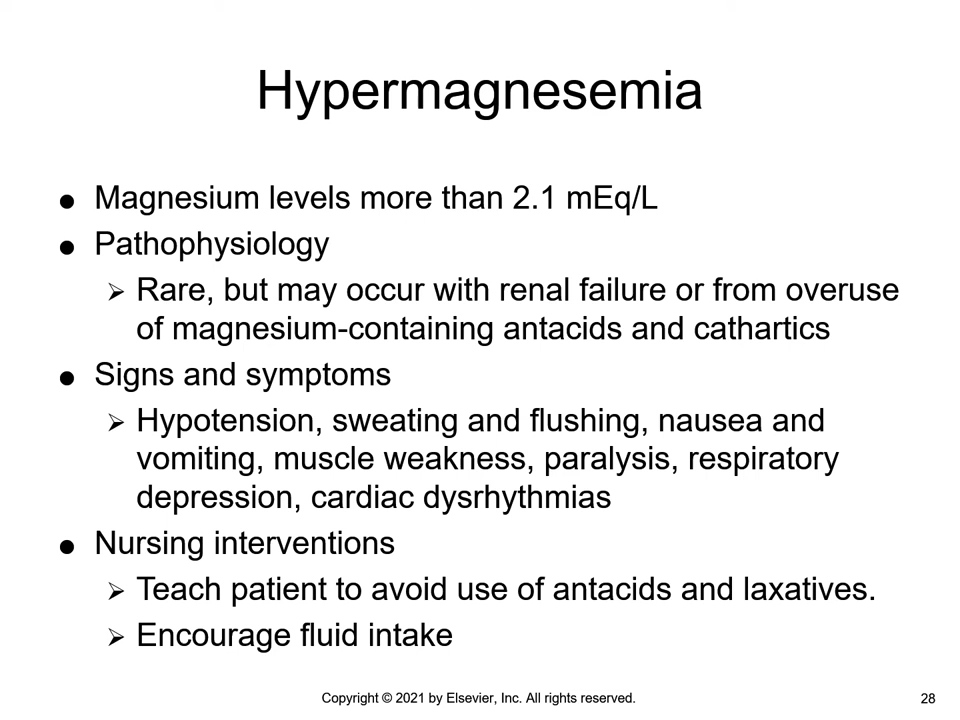 Hypermagnesemia
● Magnesium levels more than 2.1 mEq/L
● Pathophysiology
➢ Rare, but may occur with renal failure or from overuse
of magnesium-containing antacids and cathartics
● Signs and symptoms
➢ Hypotension, sweating and flushing, nausea and
vomiting, muscle weakness, paralysis, respiratory
depression, cardiac dysrhythmias
● Nursing interventions
➢ Teach patient to avoid use of antacids and laxatives.
➢ Encourage fluid intake
Copyright © 2021 by Elsevier, Inc. All rights reserved.
28